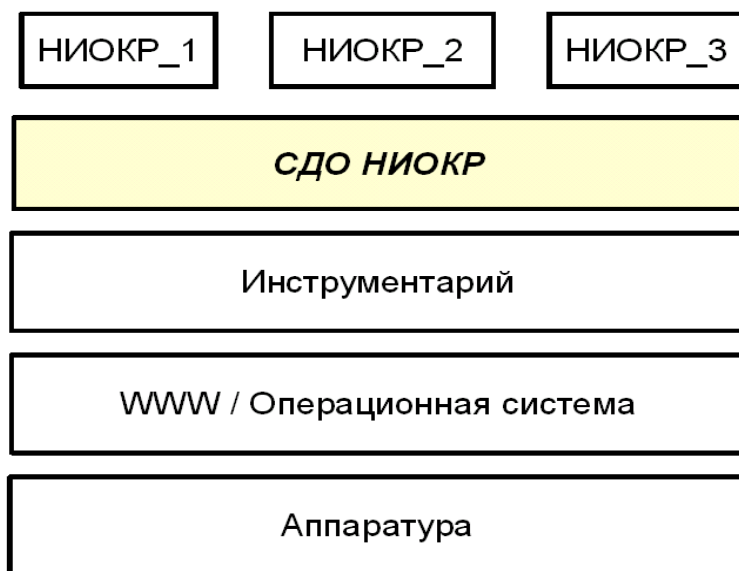 НИОКР_1 НИОКР_2 НИОКР_3
СДО НИОКР
Инструментарий
WWW / Операционная система
Аппаратура